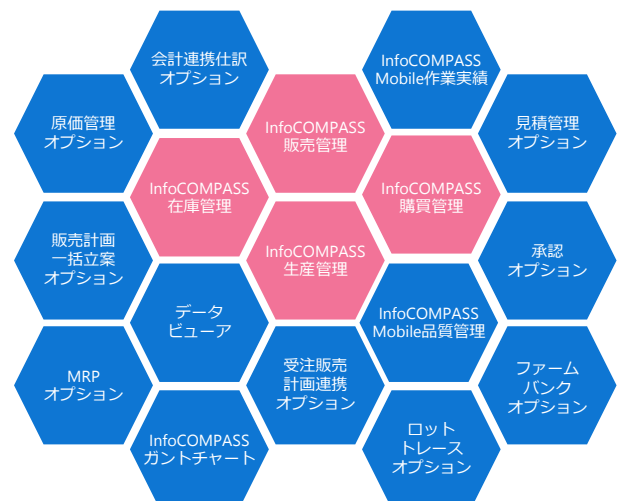 会計連携仕訳
オプション
InfoCOMPASS
Mobile作業実績
原価管理
オプション
InfoCOMPASS
販売管理
見積管理
オプション
InfoCOMPASS
在庫管理
InfoCOMPASS
購買管理
販売計画
一括立案
オプション
InfoCOMPASS
生産管理
承認
オプション
データ
ビューア
InfoCOMPASS
Mobile品質管理
MRP
オプション
受注販売
計画連携
オプション
ファーム
バンク
オプション
InfoCOMPASS
ガントチャート
ロット
トレース
オプション